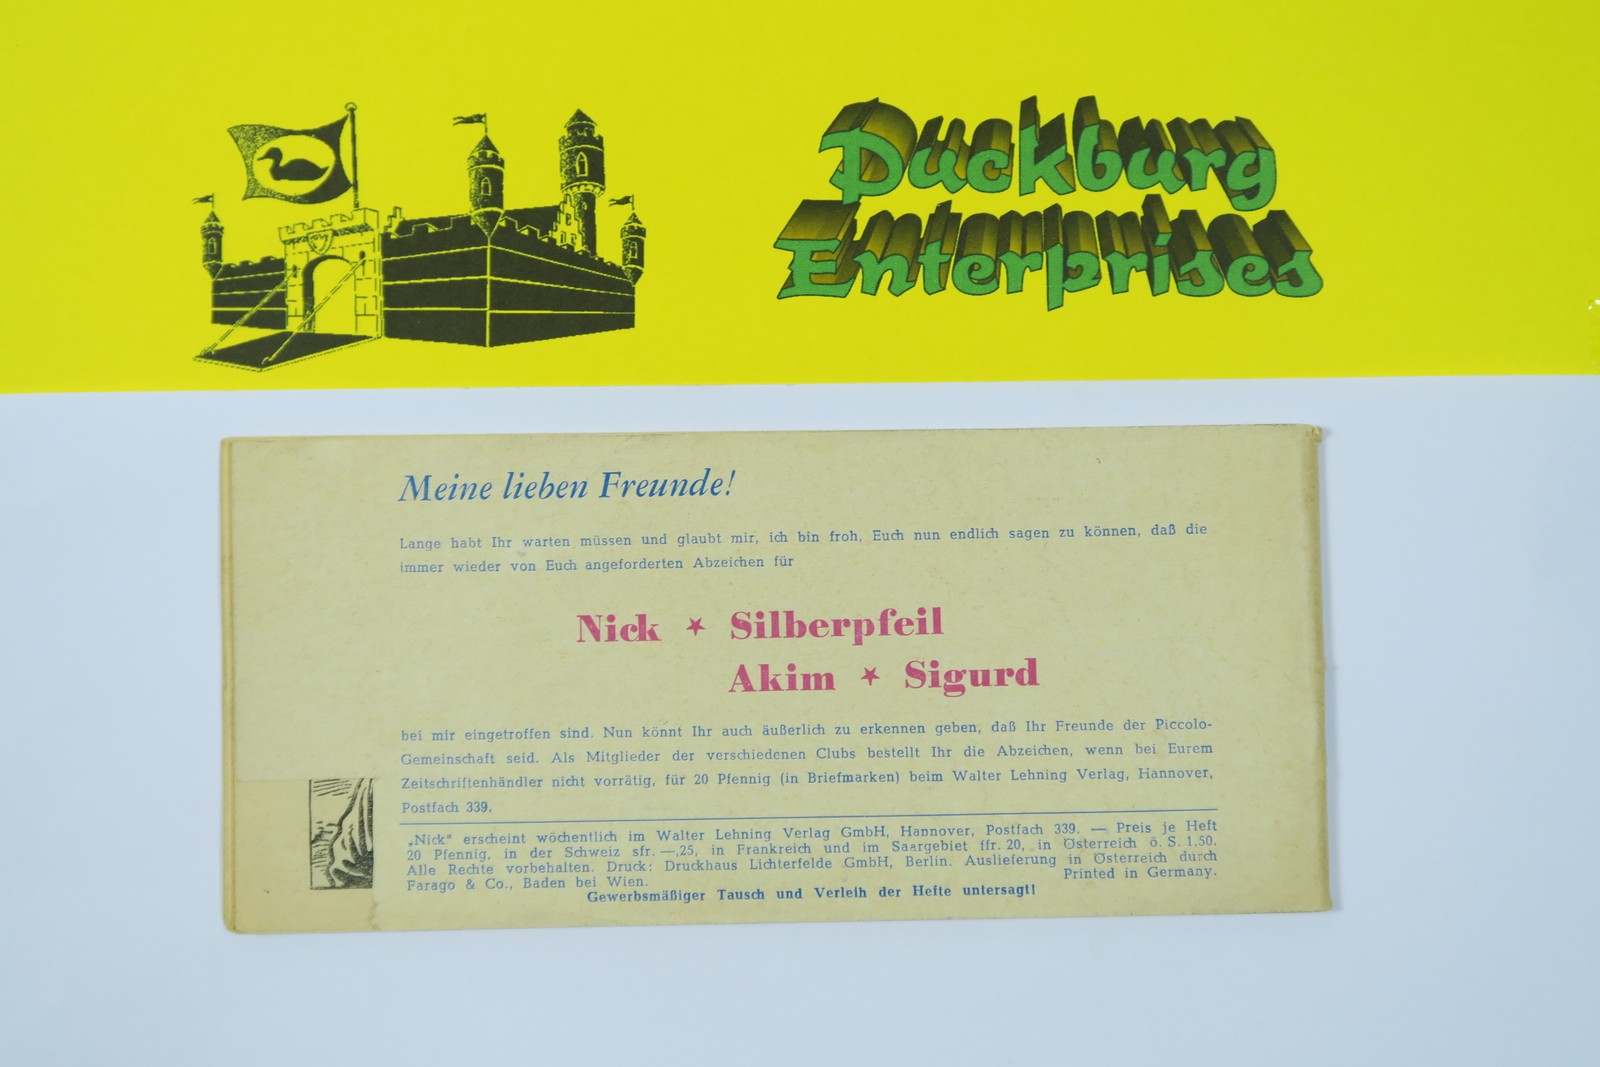 Duckburg
Enterprises
Meine lieben Freunde!
Lange habt Ihr warten müssen und glaubt mir, ich bin froh, Euch nun endlich sagen zu können, daß die
immer wieder von Euch angeforderten Abzeichen für
Nick ★ Silberpfeil
Akim ★ Sigurd
bei mir eingetroffen sind. Nun könnt Ihr auch äußerlich zu erkennen geben, daß Ihr Freunde der Piccolo-
Gemeinschaft seid. Als Mitglieder der verschiedenen Clubs bestellt Ihr die Abzeichen, wenn bei Eurem
Zeitschriftenhändler nicht vorrätig, für 20 Pfennig (in Briefmarken) beim Walter Lehning Verlag, Hannover,
Postfach 339.
„Nick" erscheint wöchentlich im Walter Lehning Verlag GmbH, Hannover, Postfach 339. — Preis je Heft
20 Pfennig, in der Schweiz sfr. —,25, in Frankreich und im Saargebiet ffr. 20, in Österreich ö. S. 1,50.
Alle Rechte vorbehalten. Druck: Druckhaus Lichterfelde GmbH, Berlin. Auslieferung in Österreich durch
Farago & Co., Baden bei Wien. Printed in Germany.
Gewerbsmäßiger Tausch und Verleih der Hefte untersagt!